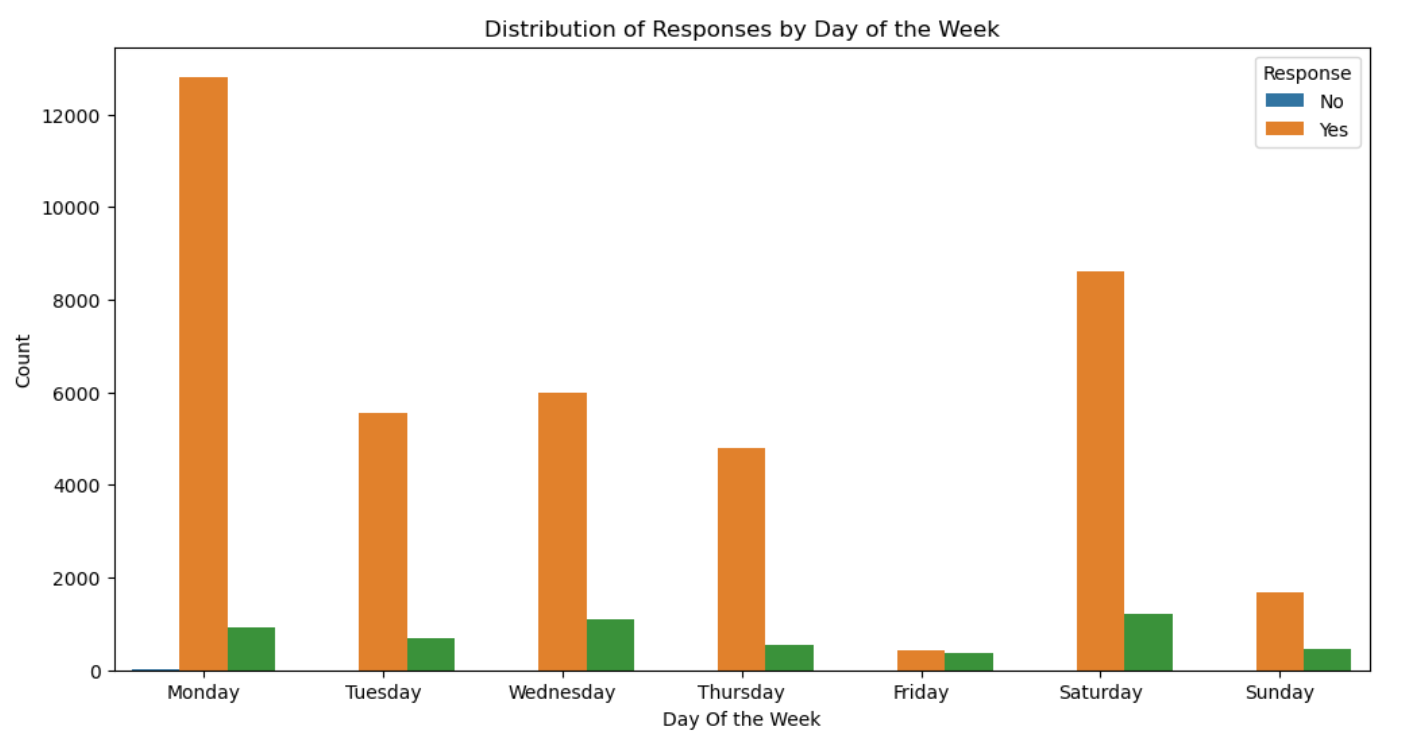 Distribution of Responses by Day of the Week
Response
No
Yes
12000
10000
8000
6000
4000
2000
0
Count
Monday Tuesday Wednesday Thursday Friday Saturday Sunday
Day Of the Week